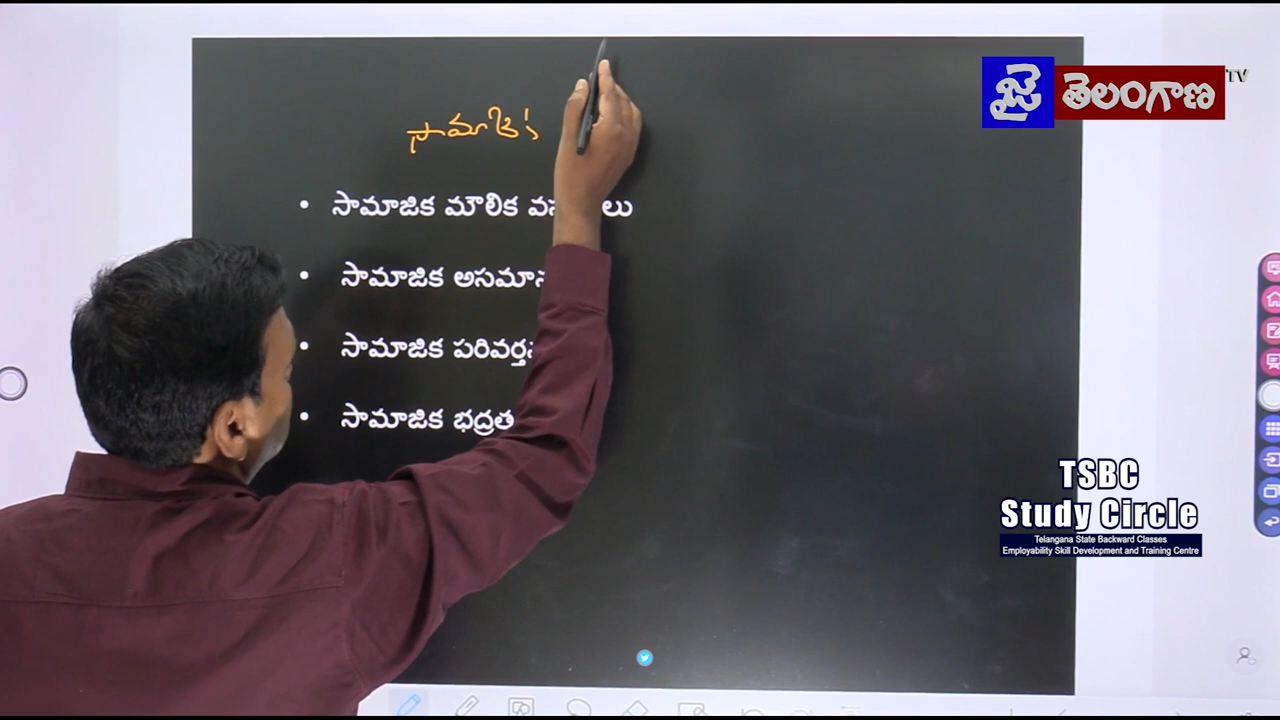 జై తెలంగాణ TV
• సామాజిక మౌలిక
• సామాజిక
• సామాజిక
• సామాజిక భద్రత
TSBC
Study Circle
Telangana State Backward Classes
Employability Skill Development and Training Centre